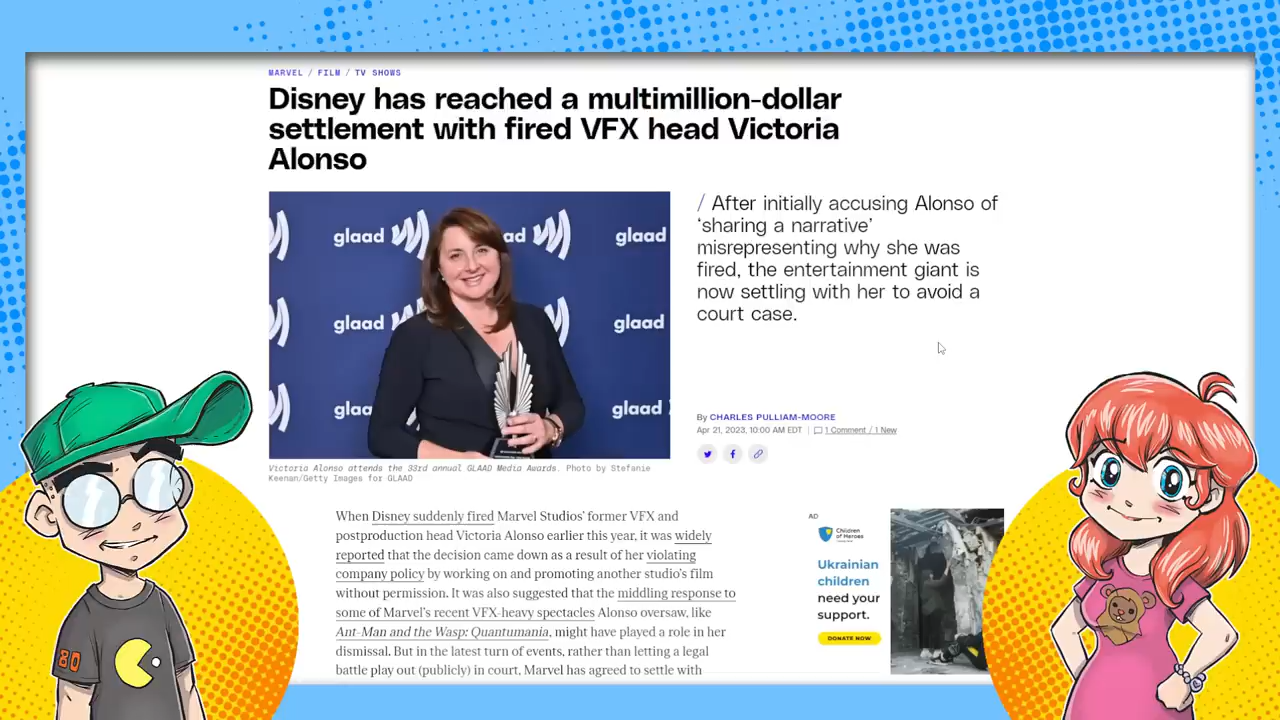 MARVEL / FILM / TV SHOWS
Disney has reached a multimillion-dollar
settlement with fired VFX head Victoria
Alonso
glaad
ad
glaad
glaad
glaad
glaa
glaad
/ After initially accusing Alonso of
‘sharing a narrative’
misrepresenting why she was
fired, the entertainment giant is
now settling with her to avoid a
court case.
By CHARLES PULLIAM-MOORE
Apr 21, 2023, 10:00 AM EDT | 1 Comment / 1 New
Victoria Alonso attends the 33rd annual GLAAD Media Awards. Photo by Stefanie
Keenan/Getty Images for GLAAD
When Disney suddenly fired Marvel Studios’ former VFX and
postproduction head Victoria Alonso earlier this year, it was widely
reported that the decision came down as a result of her violating
company policy by working on and promoting another studio’s film
without permission. It was also suggested that the middling response to
some of Marvel’s recent VFX-heavy spectacles Alonso oversaw, like
Ant-Man and the Wasp: Quantumania, might have played a role in her
dismissal. But in the latest turn of events, rather than letting a legal
battle play out (publicly) in court, Marvel has agreed to settle with
AD
Children
of Heroes
Ukrainian
children
need your
support.
DONATE NOW
80